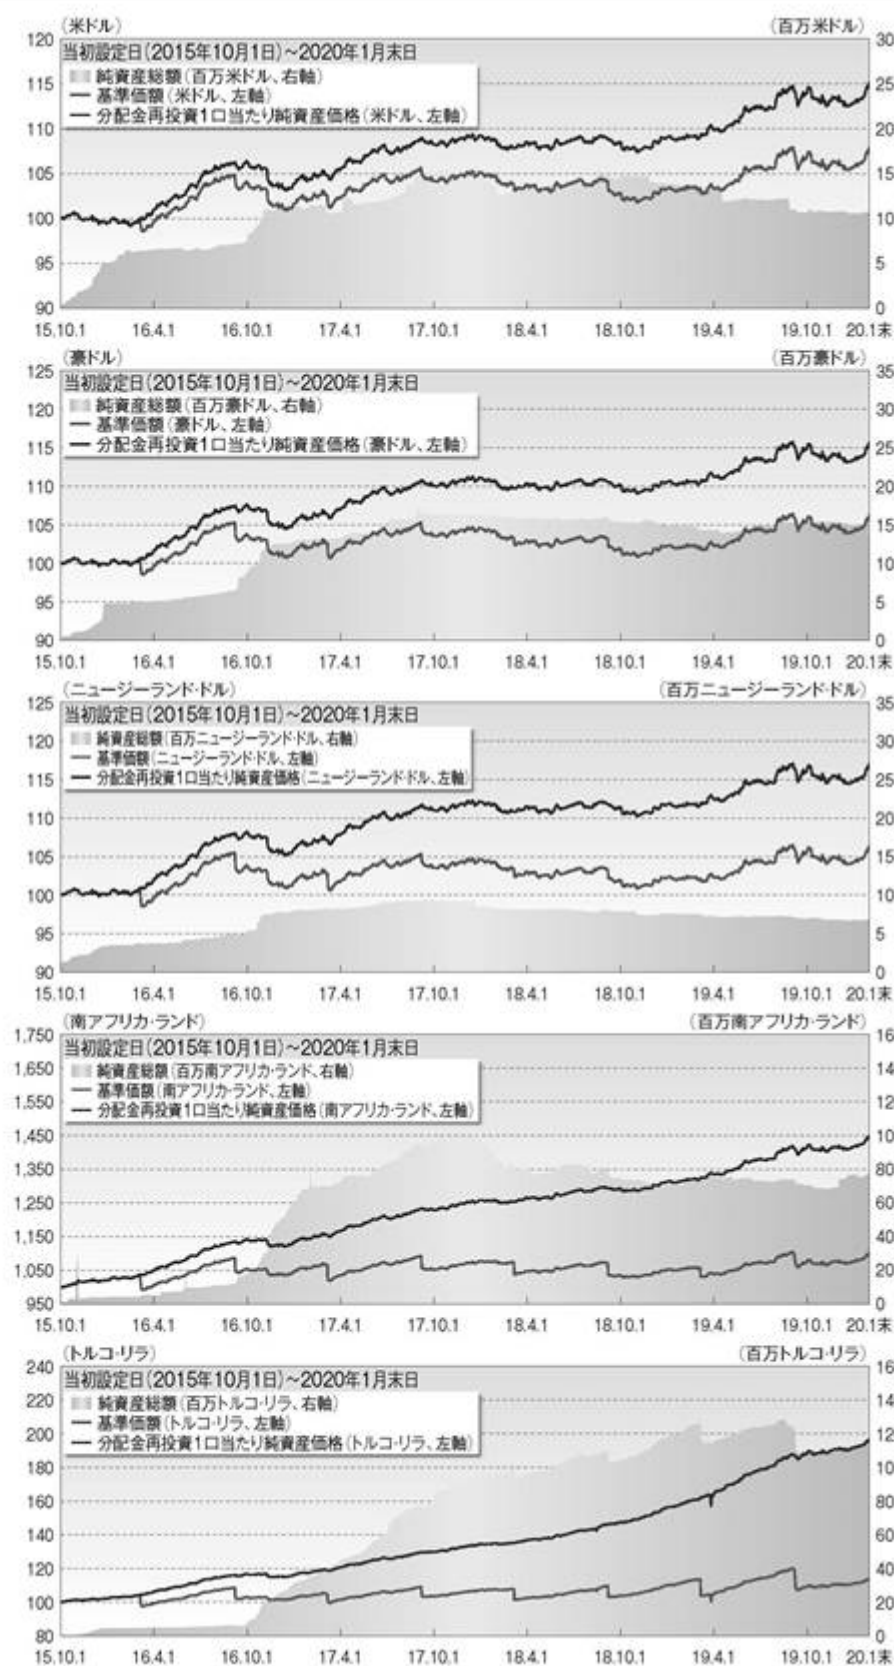 (米ドル) (百万米ドル)
当初設定日(2015年10月1日)~2020年1月末日
純資産総額(百万米ドル、右軸)
基準価額(米ドル、左軸)
分配金再投資1口当たり純資産価格(米ドル、左軸)
120 30
115 25
110 20
105 15
100 10
95 5
90 0
15.10.1 16.4.1 16.10.1 17.4.1 17.10.1 18.4.1 18.10.1 19.4.1 19.10.1 20.1末
(豪ドル) (百万豪ドル)
当初設定日(2015年10月1日)~2020年1月末日
純資産総額(百万豪ドル、右軸)
基準価額(豪ドル、左軸)
分配金再投資1口当たり純資産価格(豪ドル、左軸)
125 35
120 30
115 25
110 20
105 15
100 10
95 5
90 0
15.10.1 16.4.1 16.10.1 17.4.1 17.10.1 18.4.1 18.10.1 19.4.1 19.10.1 20.1末
(ニュージーランド・ドル) (百万ニュージーランド・ドル)
当初設定日(2015年10月1日)~2020年1月末日
純資産総額(百万ニュージーランド・ドル、右軸)
基準価額(ニュージーランド・ドル、左軸)
分配金再投資1口当たり純資産価格(ニュージーランド・ドル、左軸)
125 35
120 30
115 25
110 20
105 15
100 10
95 5
90 0
15.10.1 16.4.1 16.10.1 17.4.1 17.10.1 18.4.1 18.10.1 19.4.1 19.10.1 20.1末
(南アフリカ・ランド) (百万南アフリカ・ランド)
当初設定日(2015年10月1日)~2020年1月末日
純資産総額(百万南アフリカ・ランド、右軸)
基準価額(南アフリカ・ランド、左軸)
分配金再投資1口当たり純資産価格(南アフリカ・ランド、左軸)
1,750 16
1,650 14
1,550 12
1,450 10
1,350 80
1,250 60
1,150 40
1,050 20
950 0
15.10.1 16.4.1 16.10.1 17.4.1 17.10.1 18.4.1 18.10.1 19.4.1 19.10.1 20.1末
(トルコ・リラ) (百万トルコ・リラ)
当初設定日(2015年10月1日)~2020年1月末日
純資産総額(百万トルコ・リラ、右軸)
基準価額(トルコ・リラ、左軸)
分配金再投資1口当たり純資産価格(トルコ・リラ、左軸)
240 16
220 14
200 12
180 10
160 80
140 60
120 40
100 20
80 0
15.10.1 16.4.1 16.10.1 17.4.1 17.10.1 18.4.1 18.10.1 19.4.1 19.10.1 20.1末